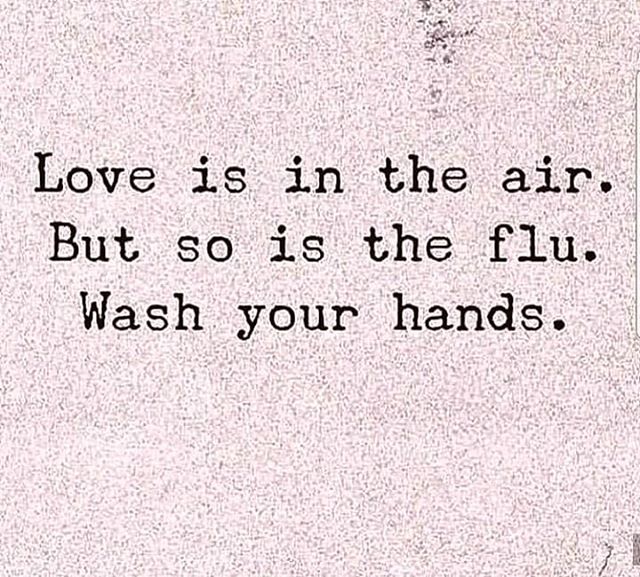 Love is in the air.
But so is the flu.
Wash your hands.